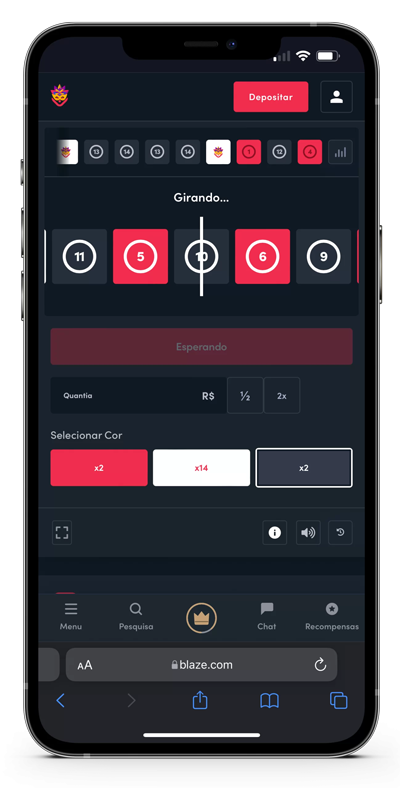 Depositar
13 14 13 14 1 12 4
Girando...
11 5 10 6 9
Esperando
Quantia R$ ½ 2x
Selecionar Cor
x2 x14 x2
Menu Pesquisa Chat Recompensas
AA blaze.com